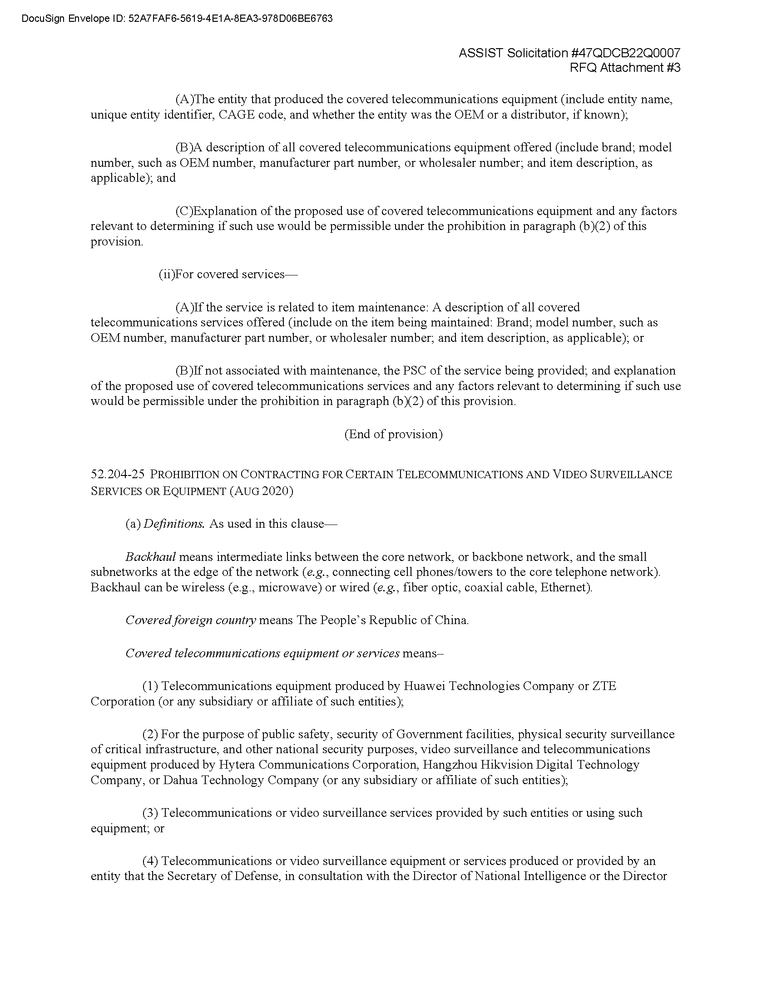 DocuSign Envelope ID: 52A7FAF6-5619-4E1A-8EA3-978D06BE6763
ASSIST Solicitation #47QDCB22Q0007
RFQ Attachment #3
(A)The entity that produced the covered telecommunications equipment (include entity name,
unique entity identifier, CAGE code, and whether the entity was the OEM or a distributor, if known);
(B)A description of all covered telecommunications equipment offered (include brand; model
number, such as OEM number, manufacturer part number, or wholesaler number; and item description, as
applicable); and
(C)Explanation of the proposed use of covered telecommunications equipment and any factors
relevant to determining if such use would be permissible under the prohibition in paragraph (b)(2) of this
provision.
(ii)For covered services—
(A)If the service is related to item maintenance: A description of all covered
telecommunications services offered (include on the item being maintained: Brand; model number, such as
OEM number, manufacturer part number, or wholesaler number; and item description, as applicable); or
(B)If not associated with maintenance, the PSC of the service being provided; and explanation
of the proposed use of covered telecommunications services and any factors relevant to determining if such use
would be permissible under the prohibition in paragraph (b)(2) of this provision.
(End of provision)
52.204-25 PROHIBITION ON CONTRACTING FOR CERTAIN TELECOMMUNICATIONS AND VIDEO SURVEILLANCE
SERVICES OR EQUIPMENT (AUG 2020)
(a) Definitions. As used in this clause—
Backhaul means intermediate links between the core network, or backbone network, and the small
subnetworks at the edge of the network (e.g., connecting cell phones/towers to the core telephone network).
Backhaul can be wireless (e.g., microwave) or wired (e.g., fiber optic, coaxial cable, Ethernet).
Covered foreign country means The People’s Republic of China.
Covered telecommunications equipment or services means–
(1) Telecommunications equipment produced by Huawei Technologies Company or ZTE
Corporation (or any subsidiary or affiliate of such entities);
(2) For the purpose of public safety, security of Government facilities, physical security surveillance
of critical infrastructure, and other national security purposes, video surveillance and telecommunications
equipment produced by Hytera Communications Corporation, Hangzhou Hikvision Digital Technology
Company, or Dahua Technology Company (or any subsidiary or affiliate of such entities);
(3) Telecommunications or video surveillance services provided by such entities or using such
equipment; or
(4) Telecommunications or video surveillance equipment or services produced or provided by an
entity that the Secretary of Defense, in consultation with the Director of National Intelligence or the Director